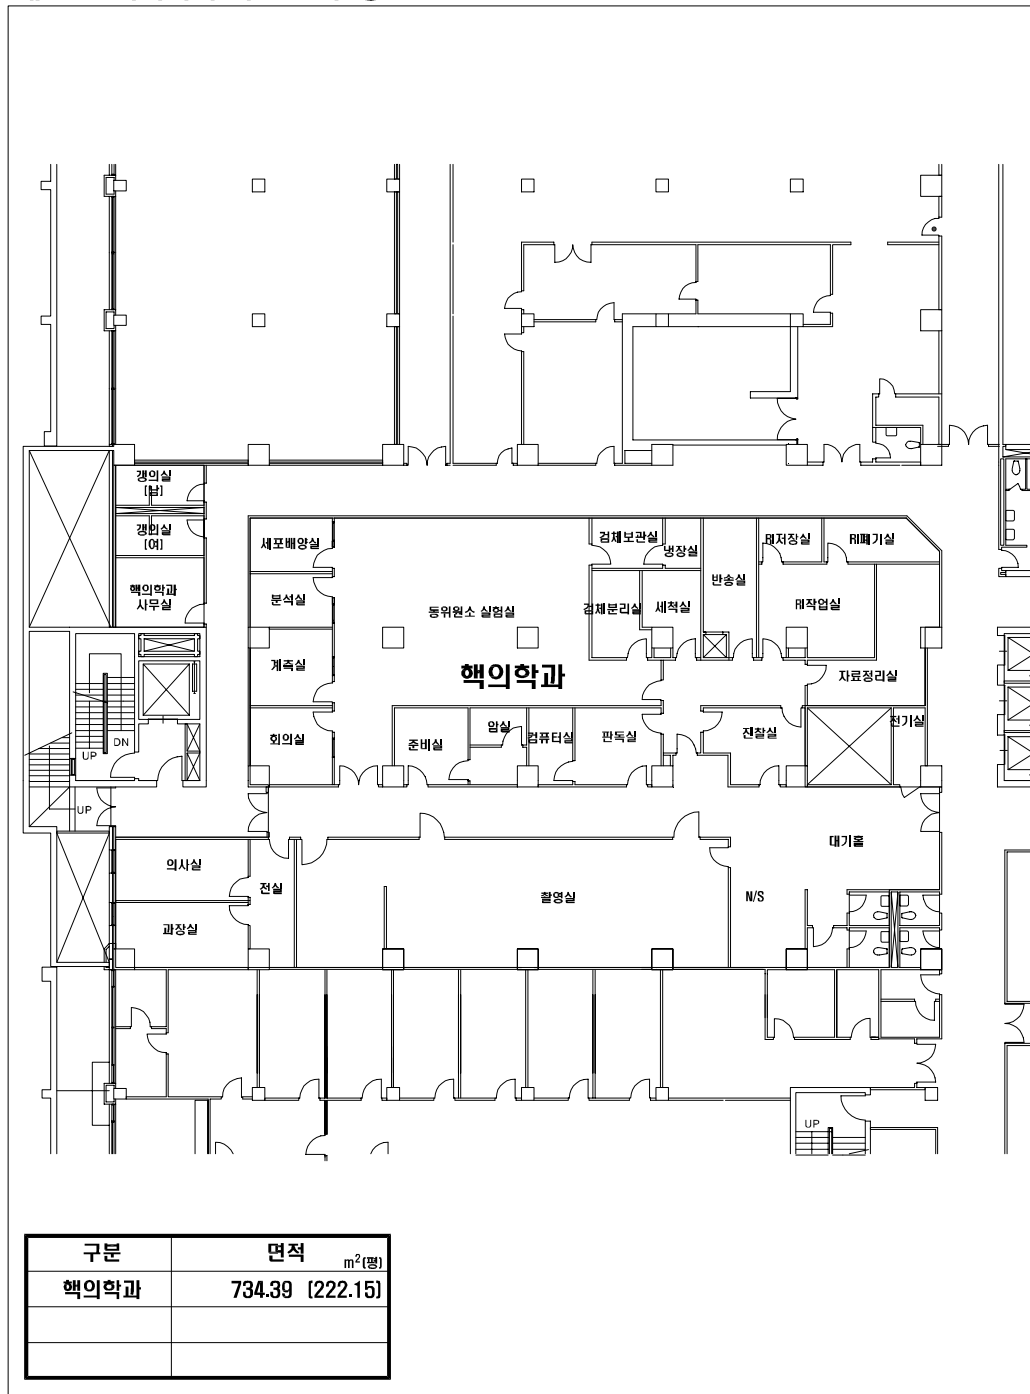 갱의실
[남]
갱의실
[여]
핵의학과
사무실
세포배양실
분석실
계측실
회의실
동위원소 실험실
핵의학과
검체보관실
냉장실
검체분리실
세척실
반송실
RI저장실
RI폐기실
RI작업실
자료정리실
전기실
진찰실
준비실
암실
컴퓨터실
판독실
UP
DN
UP
의사실
과장실
전실
촬영실
N/S
대기홀
UP
구분 면적 m²(평)
핵의학과 734.39 [222.15]